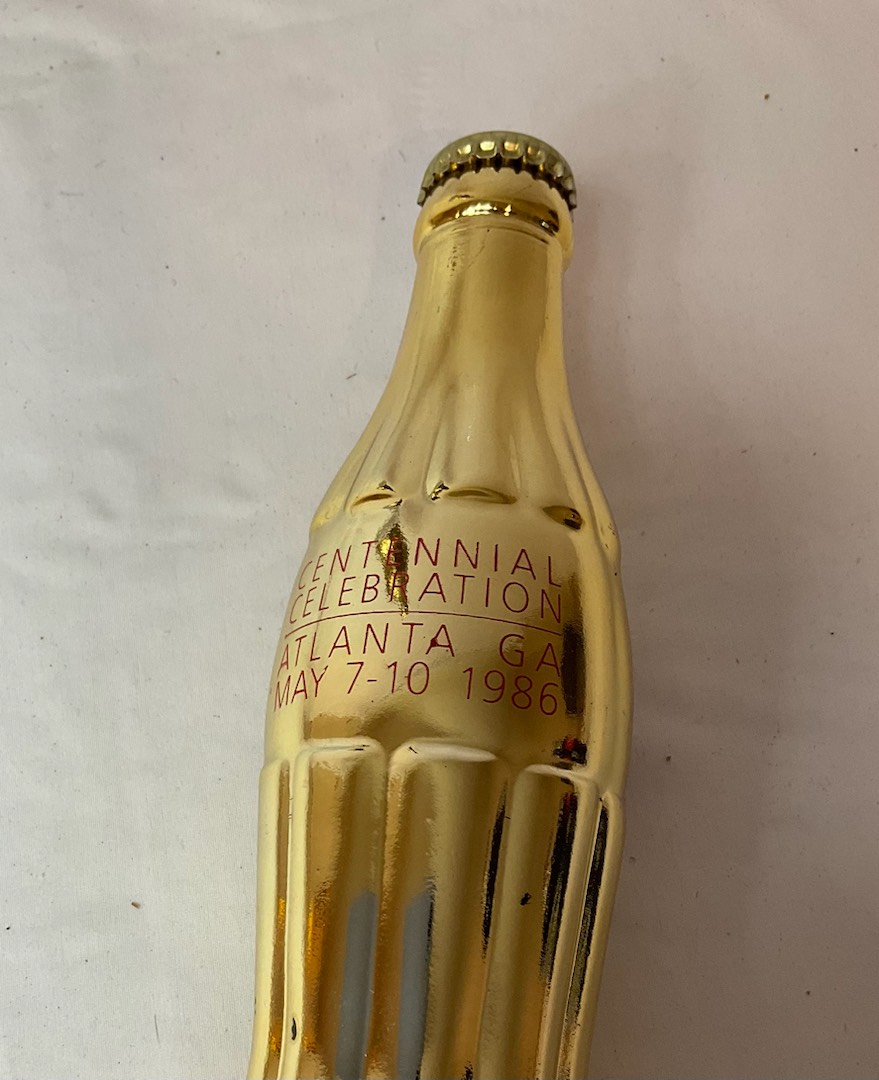 CENTENNIAL
CELEBRATION
ATLANTA GA
MAY 7-10 1986